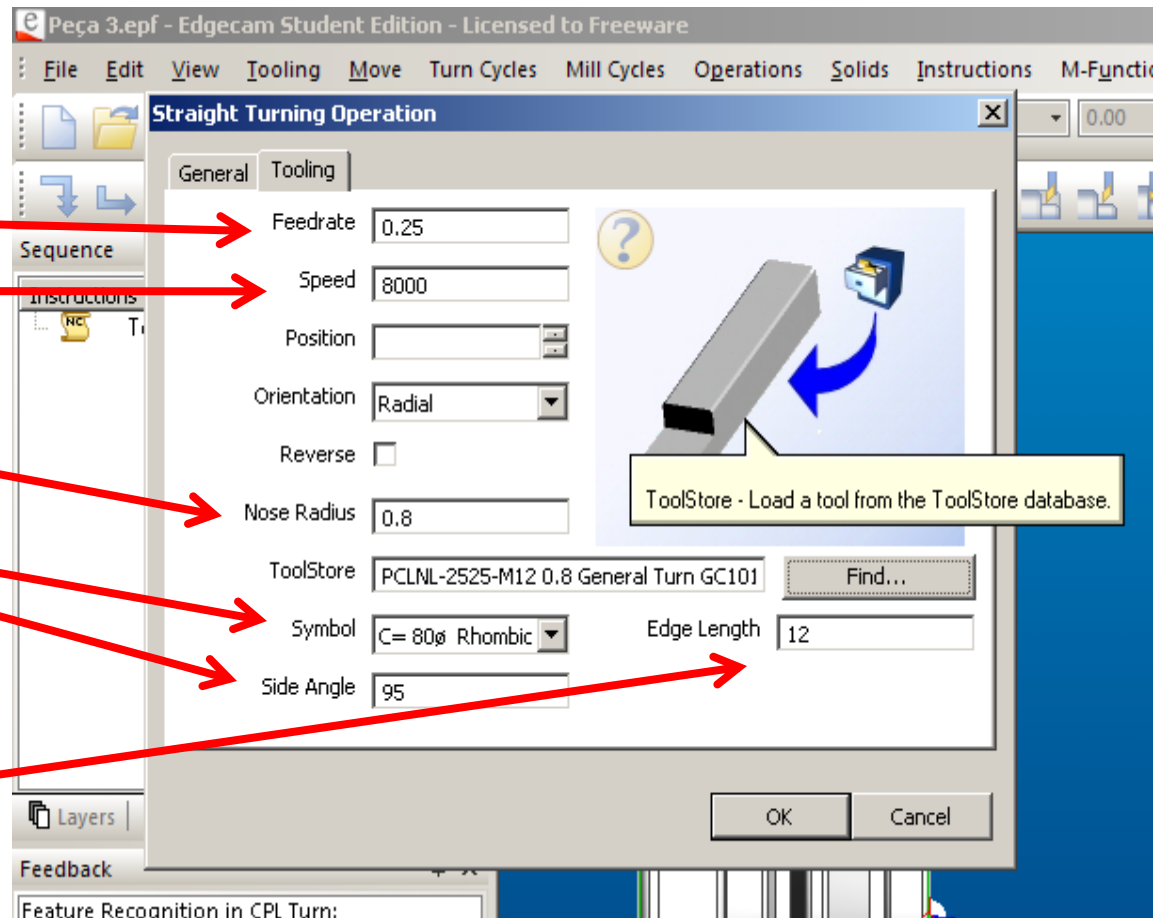 Peça 3.epf - Edgecam Student Edition - Licensed to Freeware
File Edit View Tooling Move Turn Cycles Mill Cycles Operations Solids Instructions M-Functio
Straight Turning Operation
0.00
General Tooling
Feedrate 0.25
Sequence
Speed 8000
Instructions
NC
Position
Orientation Radial
Reverse
ToolStore - Load a tool from the ToolStore database.
Nose Radius 0.8
ToolStore PCLNL-2525-M12 0.8 General Turn GC101 Find...
Symbol C= 80ø Rhombic Edge Length 12
Side Angle 95
Layers
OK Cancel
Feedback
Feature Recognition in CPL Turn: